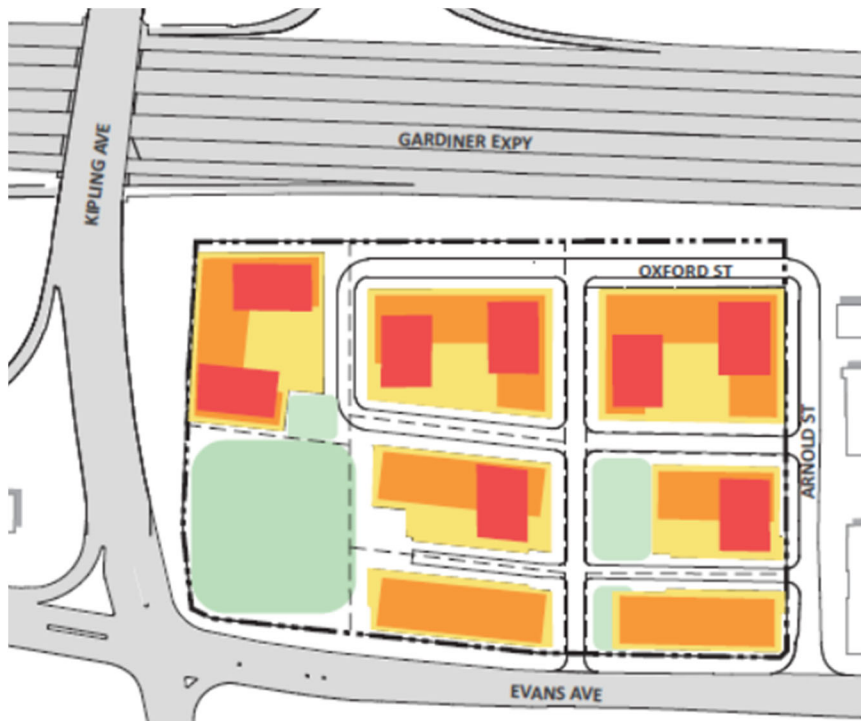 KIPLING AVE
GARDINER EXPY
OXFORD ST
ARNOLD ST
EVANS AVE